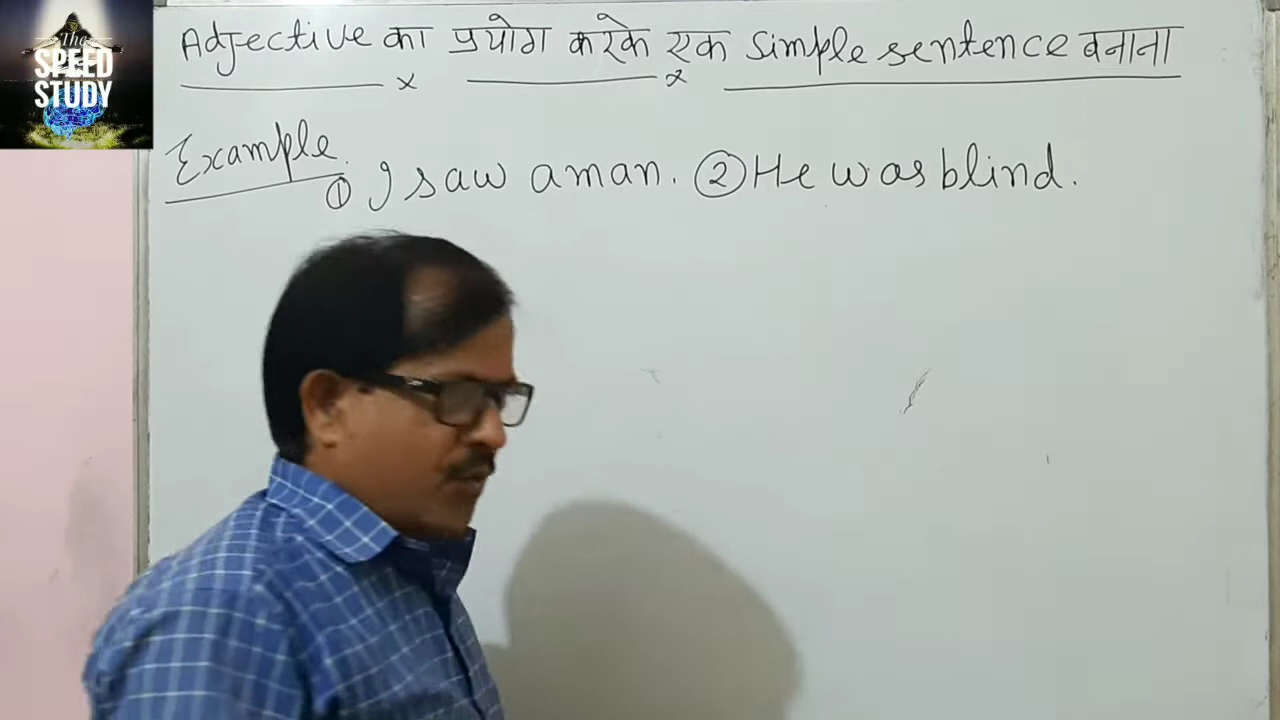 The
SPEED
STUDY
Adjective का प्रयोग करके एक simple sentence बनाना
Example.
① I saw a man. ② He was blind.